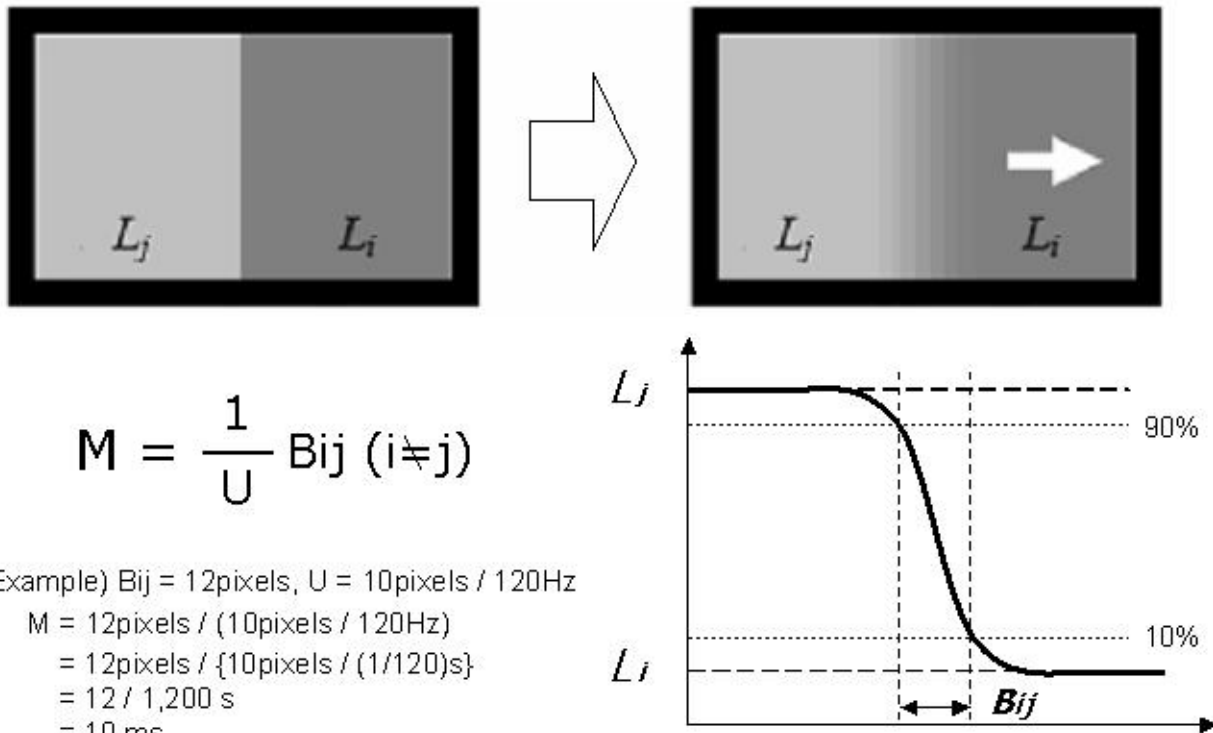 Lj Li
Lj Li
M = 1/U Bij (i≠j)
Example) Bij = 12pixels, U = 10pixels / 120Hz
M = 12pixels / (10pixels / 120Hz)
= 12pixels / {10pixels / (1/120)s}
= 12 / 1,200 s
= 10 ms
Lj
90%
10%
Li
Bij